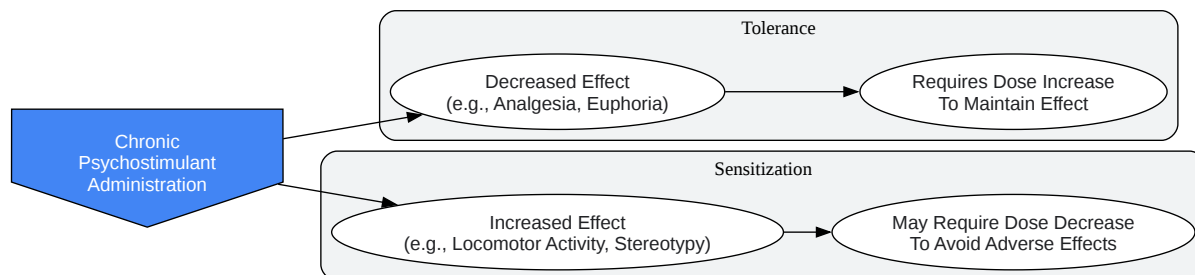 Tolerance
Decreased Effect
(e.g., Analgesia, Euphoria)
Requires Dose Increase
To Maintain Effect
Chronic
Psychostimulant
Administration
Sensitization
Increased Effect
(e.g., Locomotor Activity, Stereotypy)
May Require Dose Decrease
To Avoid Adverse Effects